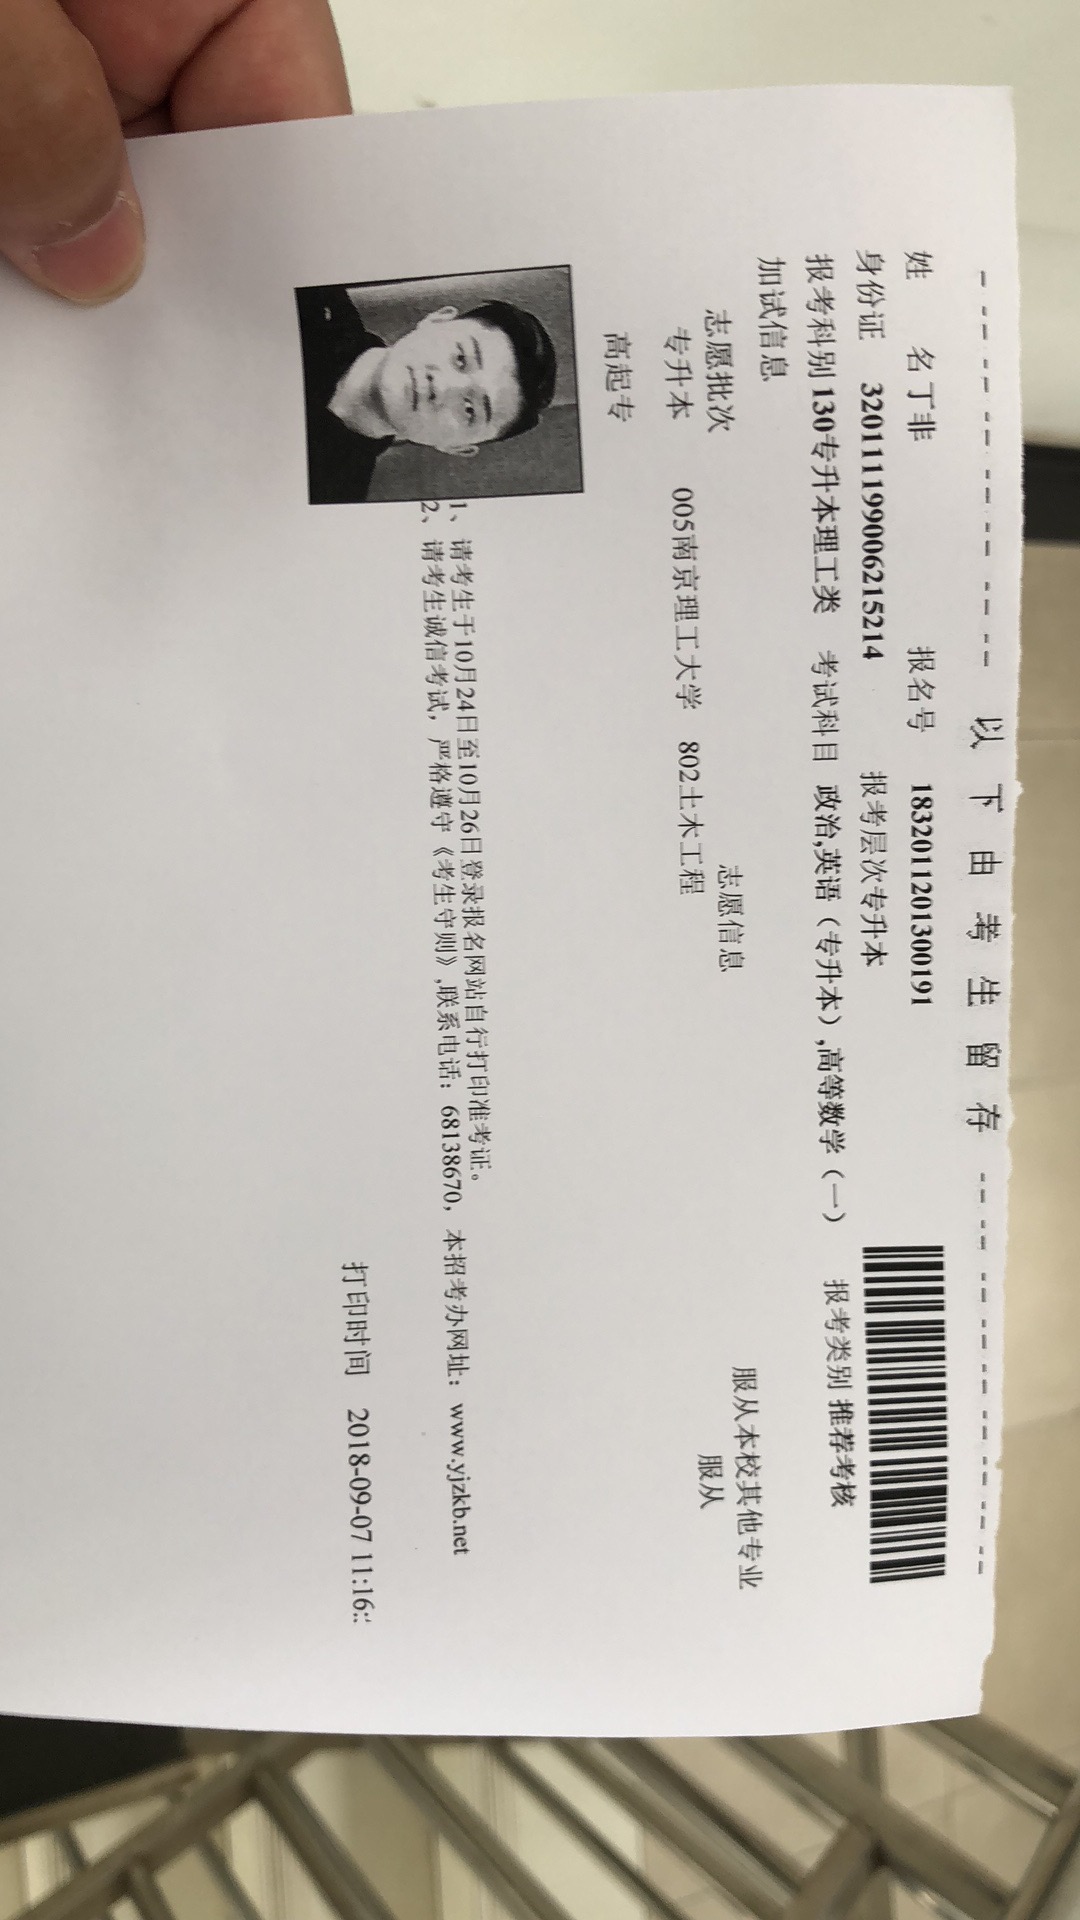 以下由考生留存
姓 名 丁非 报名号 183201120130​0191
身份证 320111199006215214 报考层次 专升本
报考科别 130专升本理工类 考试科目 政治,英语（专升本）,高等数学（一） 报考类别 推荐考核
加试信息
志愿批次 志愿信息 服从本校其他专业
专升本 005南京理工大学 802土木工程 服从
高起专
1、请考生于10月24日至10月26日登录报名网站自行打印准考证。
2、请考生诚信考试，严格遵守《考生守则》,联系电话：68138670，本招考办网址：www.yjzkb.net
打印时间 2018-09-07 11:16: